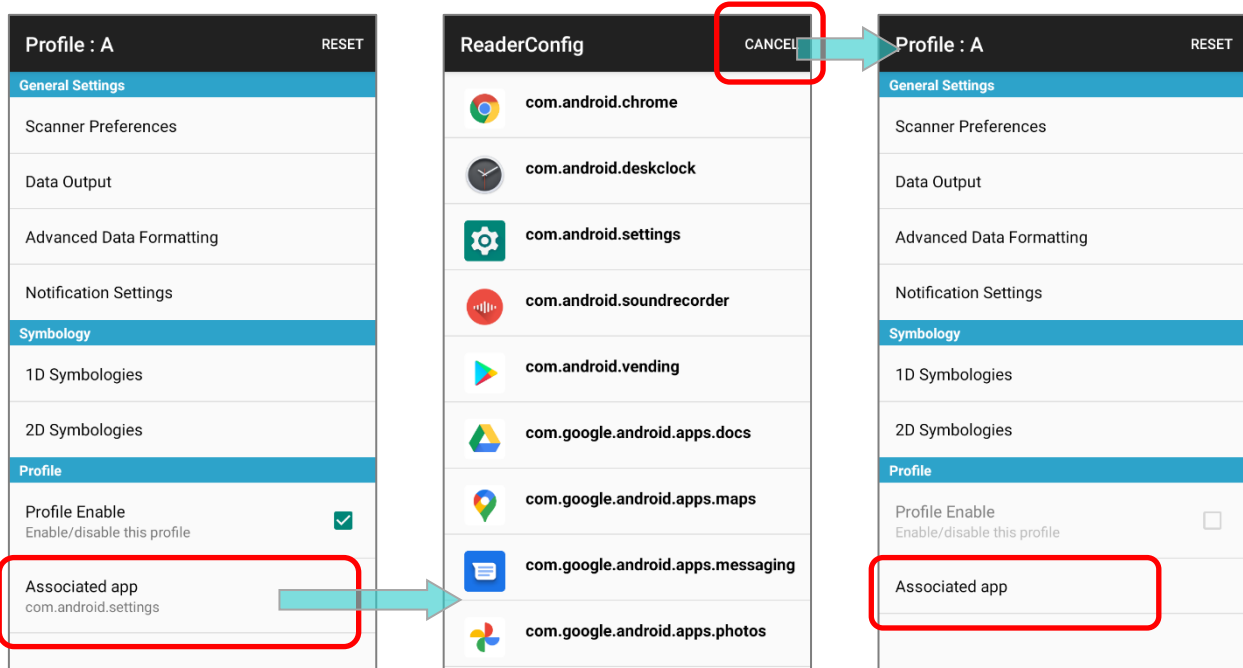 Profile : A
RESET
General Settings
Scanner Preferences
Data Output
Advanced Data Formatting
Notification Settings
Symbology
1D Symbologies
2D Symbologies
Profile
Profile Enable
Enable/disable this profile
Associated app
com.android.settings
ReaderConfig
CANCEL
com.android.chrome
com.android.deskclock
com.android.settings
com.android.soundrecorder
com.android.vending
com.google.android.apps.docs
com.google.android.apps.maps
com.google.android.apps.messaging
com.google.android.apps.photos
Profile : A
RESET
General Settings
Scanner Preferences
Data Output
Advanced Data Formatting
Notification Settings
Symbology
1D Symbologies
2D Symbologies
Profile
Profile Enable
Enable/disable this profile
Associated app